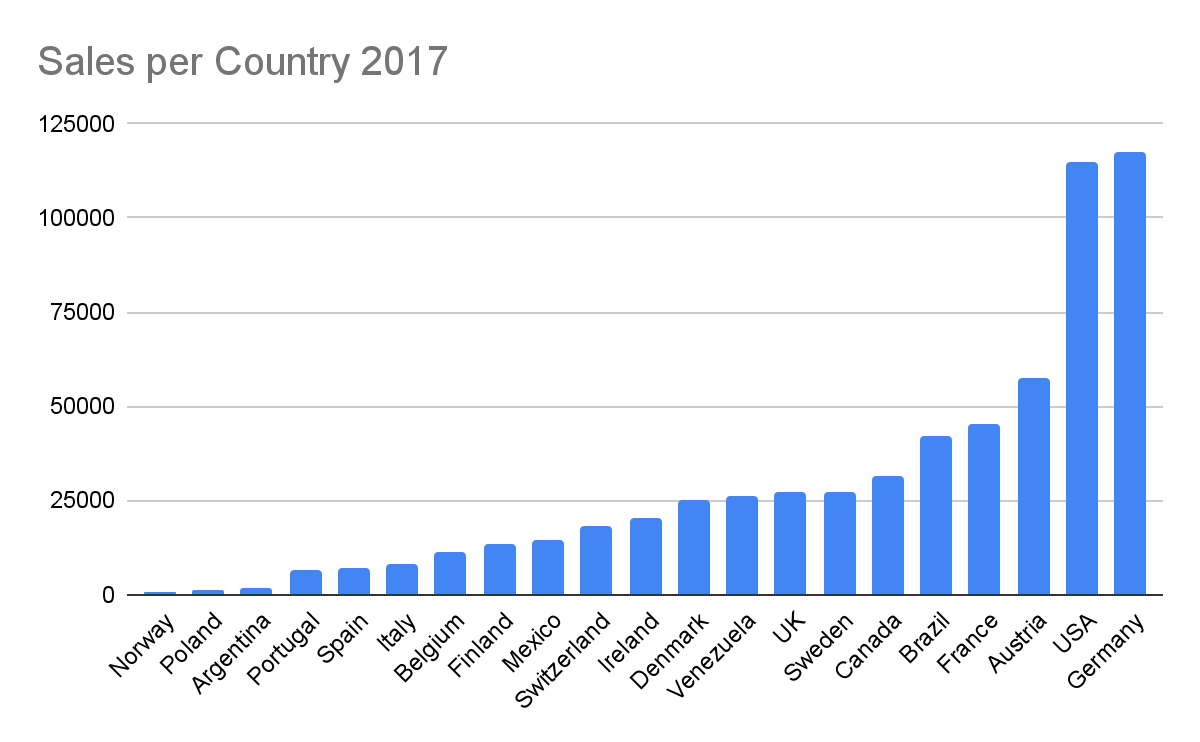 Sales per Country 2017
125000
100000
75000
50000
25000
0
Norway
Poland
Argentina
Portugal
Spain
Italy
Belgium
Finland
Mexico
Switzerland
Ireland
Denmark
Venezuela
UK
Sweden
Canada
Brazil
France
Austria
USA
Germany